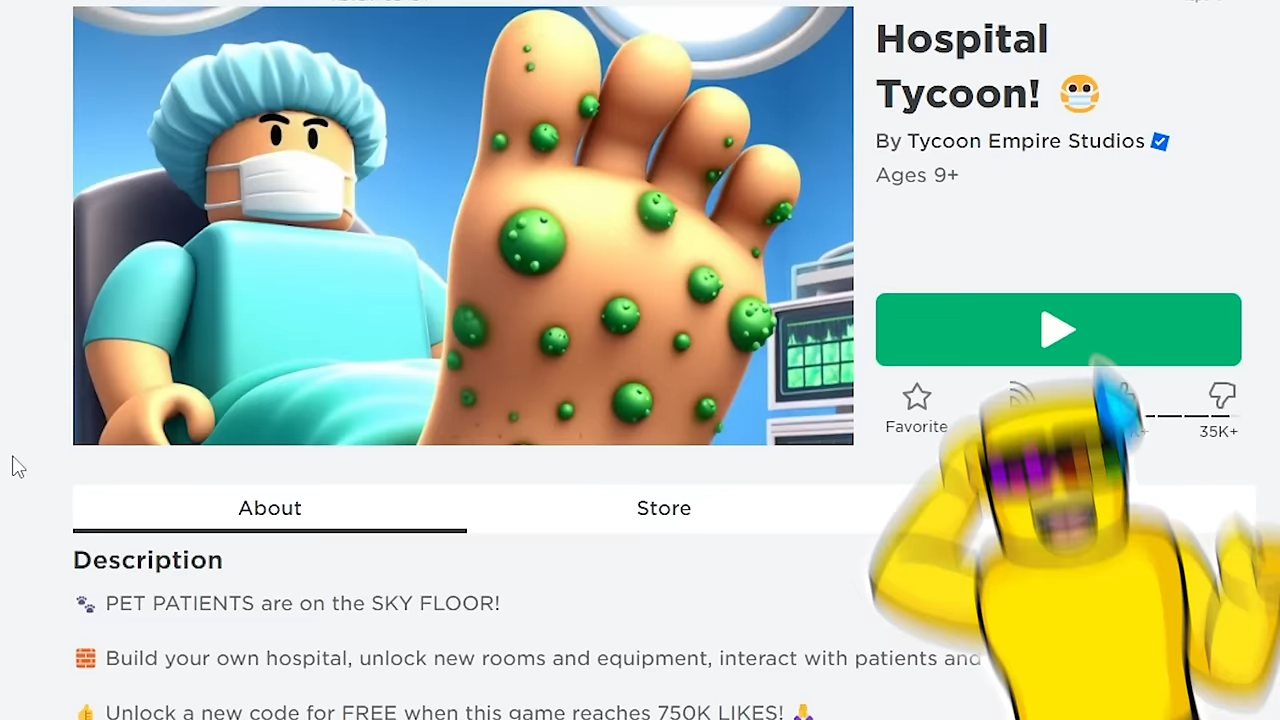 Hospital
Tycoon! 😷
By Tycoon Empire Studios
Ages 9+
Favorite
35K+
About
Store
Description
🐾 PET PATIENTS are on the SKY FLOOR!
🧱 Build your own hospital, unlock new rooms and equipment, interact with patients and
👍 Unlock a new code for FREE when this game reaches 750K LIKES! 🙏